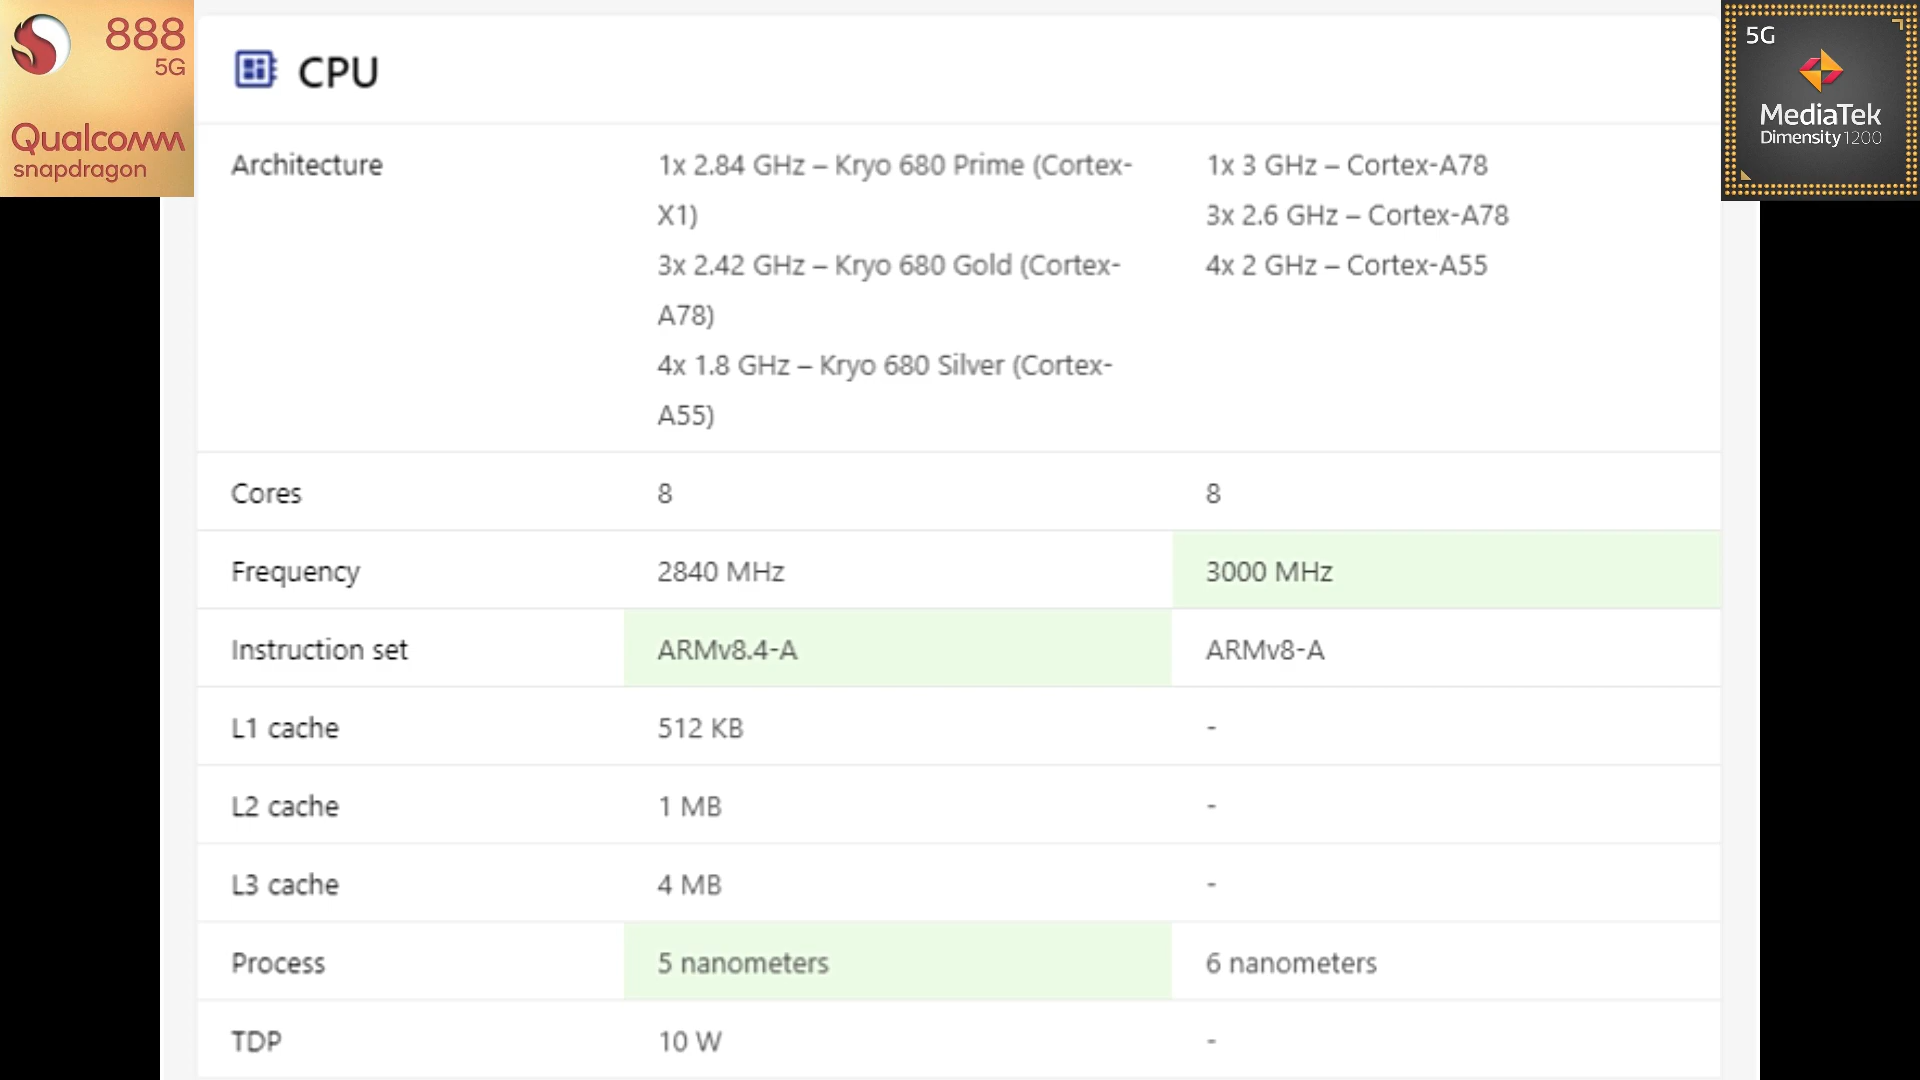 888
5G
Qualcomm
snapdragon
5G
MediaTek
Dimensity 1200
CPU
Architecture
1x 2.84 GHz – Kryo 680 Prime (Cortex-
X1)
3x 2.42 GHz – Kryo 680 Gold (Cortex-
A78)
4x 1.8 GHz – Kryo 680 Silver (Cortex-
A55)
1x 3 GHz – Cortex-A78
3x 2.6 GHz – Cortex-A78
4x 2 GHz – Cortex-A55
Cores 8 8
Frequency 2840 MHz 3000 MHz
Instruction set ARMv8.4-A ARMv8-A
L1 cache 512 KB -
L2 cache 1 MB -
L3 cache 4 MB -
Process 5 nanometers 6 nanometers
TDP 10 W -